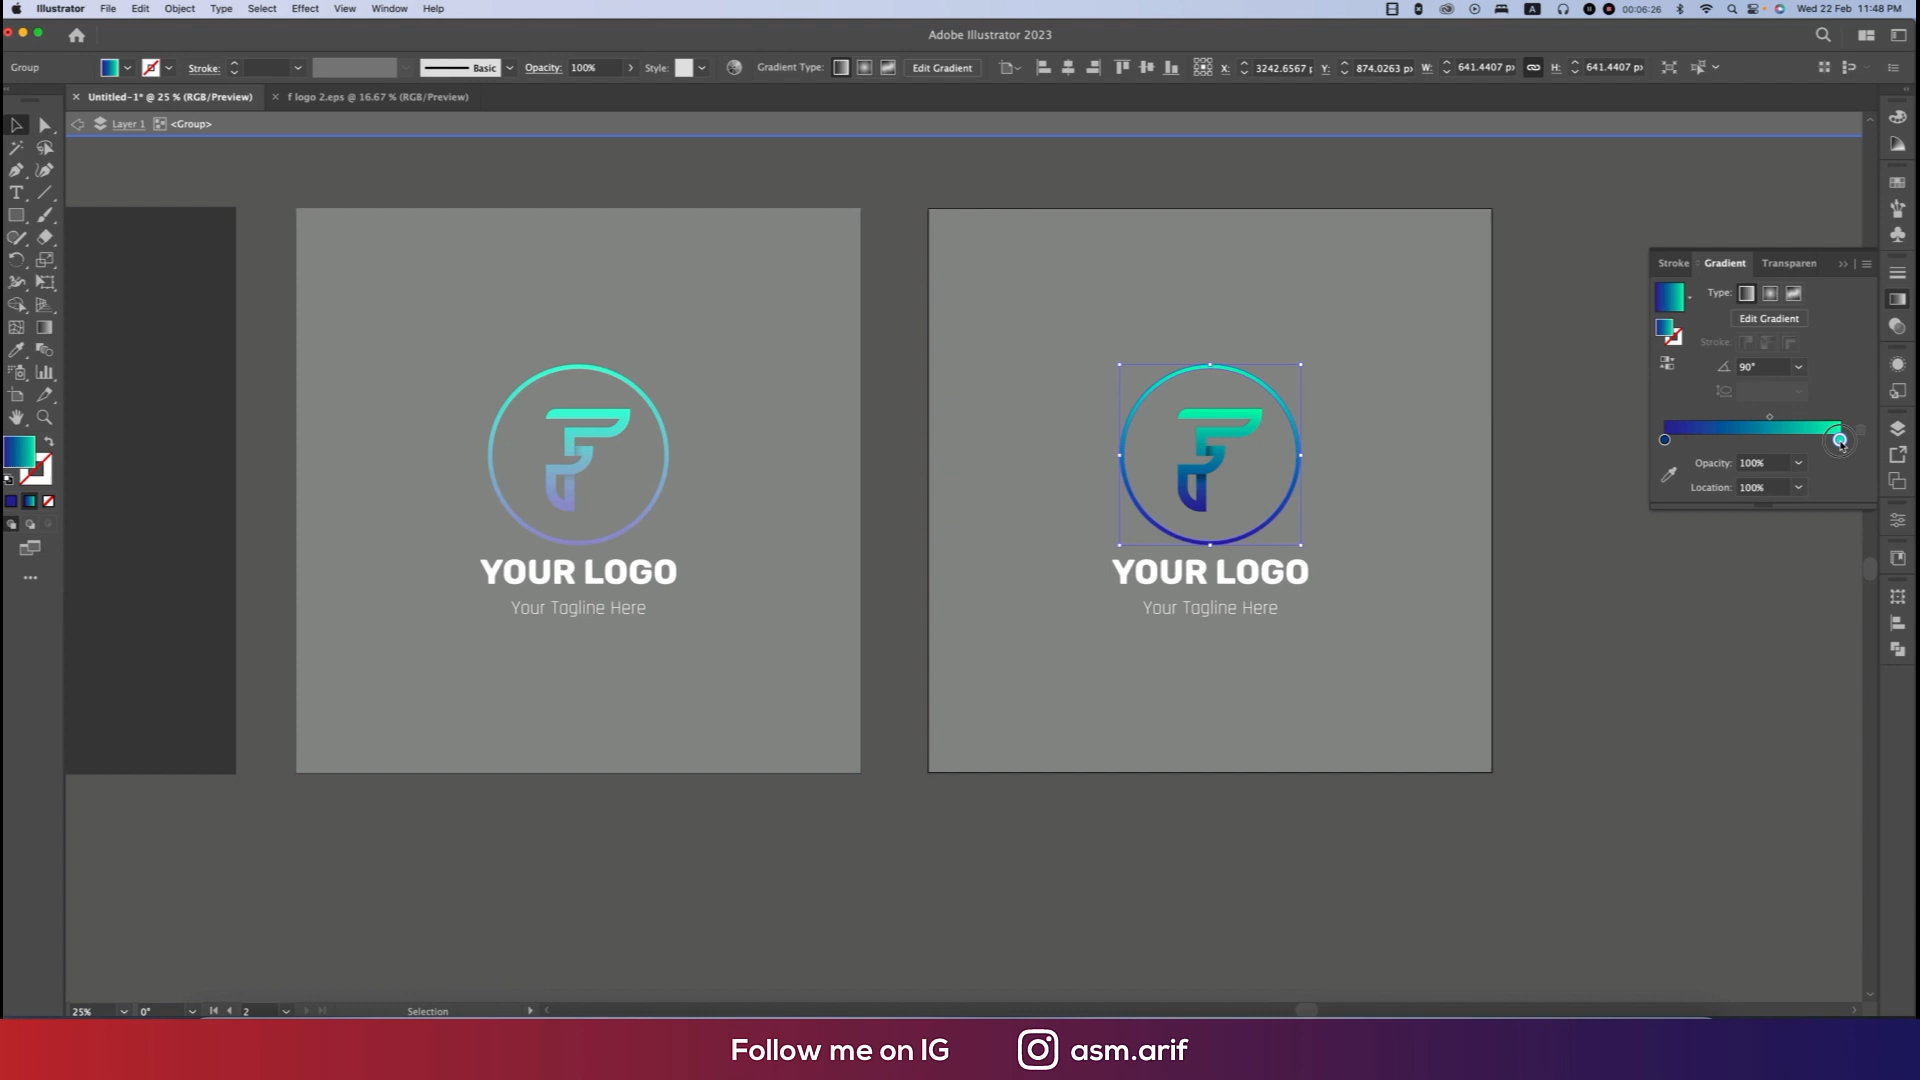 Illustrator File Edit Object Type Select Effect View Window Help
A 00:06:26 Wed 22 Feb 11:48 PM
Adobe Illustrator 2023
Group Stroke: Basic Opacity: 100% Style: Gradient Type: Edit Gradient X: 3242.6567 Y: 874.0263 W: 641.4407 H: 641.4407
Untitled-1* @ 25 % (RGB/Preview) f logo 2.eps @ 16.67 % (RGB/Preview)
Layer 1 <Group>
Stroke Gradient Transparen
Type:
Edit Gradient
Stroke:
90°
Opacity: 100%
Location: 100%
YOUR LOGO
Your Tagline Here
YOUR LOGO
Your Tagline Here
25% 0° 2 Selection
Follow me on IG asm.arif